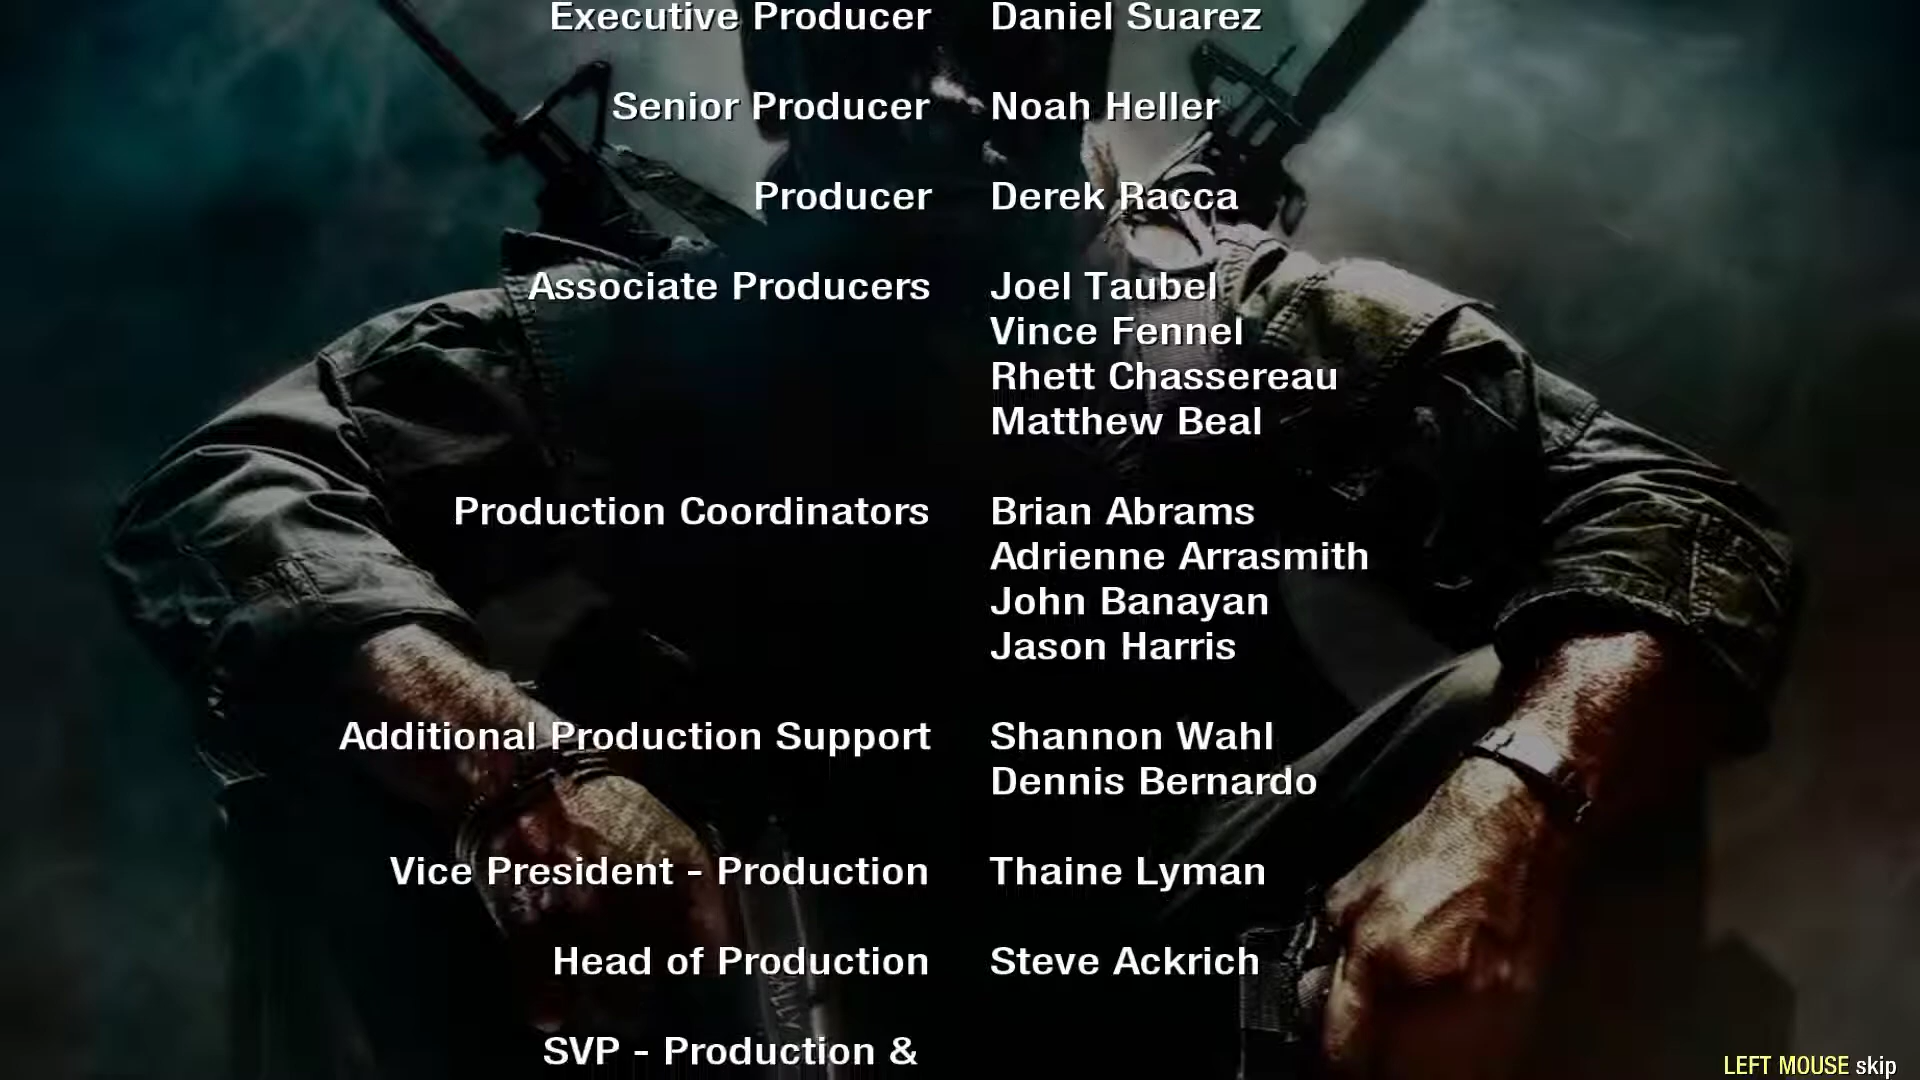 Executive Producer Daniel Suarez
Senior Producer Noah Heller
Producer Derek Racca
Associate Producers Joel Taubel
Vince Fennel
Rhett Chassereau
Matthew Beal
Production Coordinators Brian Abrams
Adrienne Arrasmith
John Banayan
Jason Harris
Additional Production Support Shannon Wahl
Dennis Bernardo
Vice President - Production Thaine Lyman
Head of Production Steve Ackrich
SVP - Production &
LEFT MOUSE skip